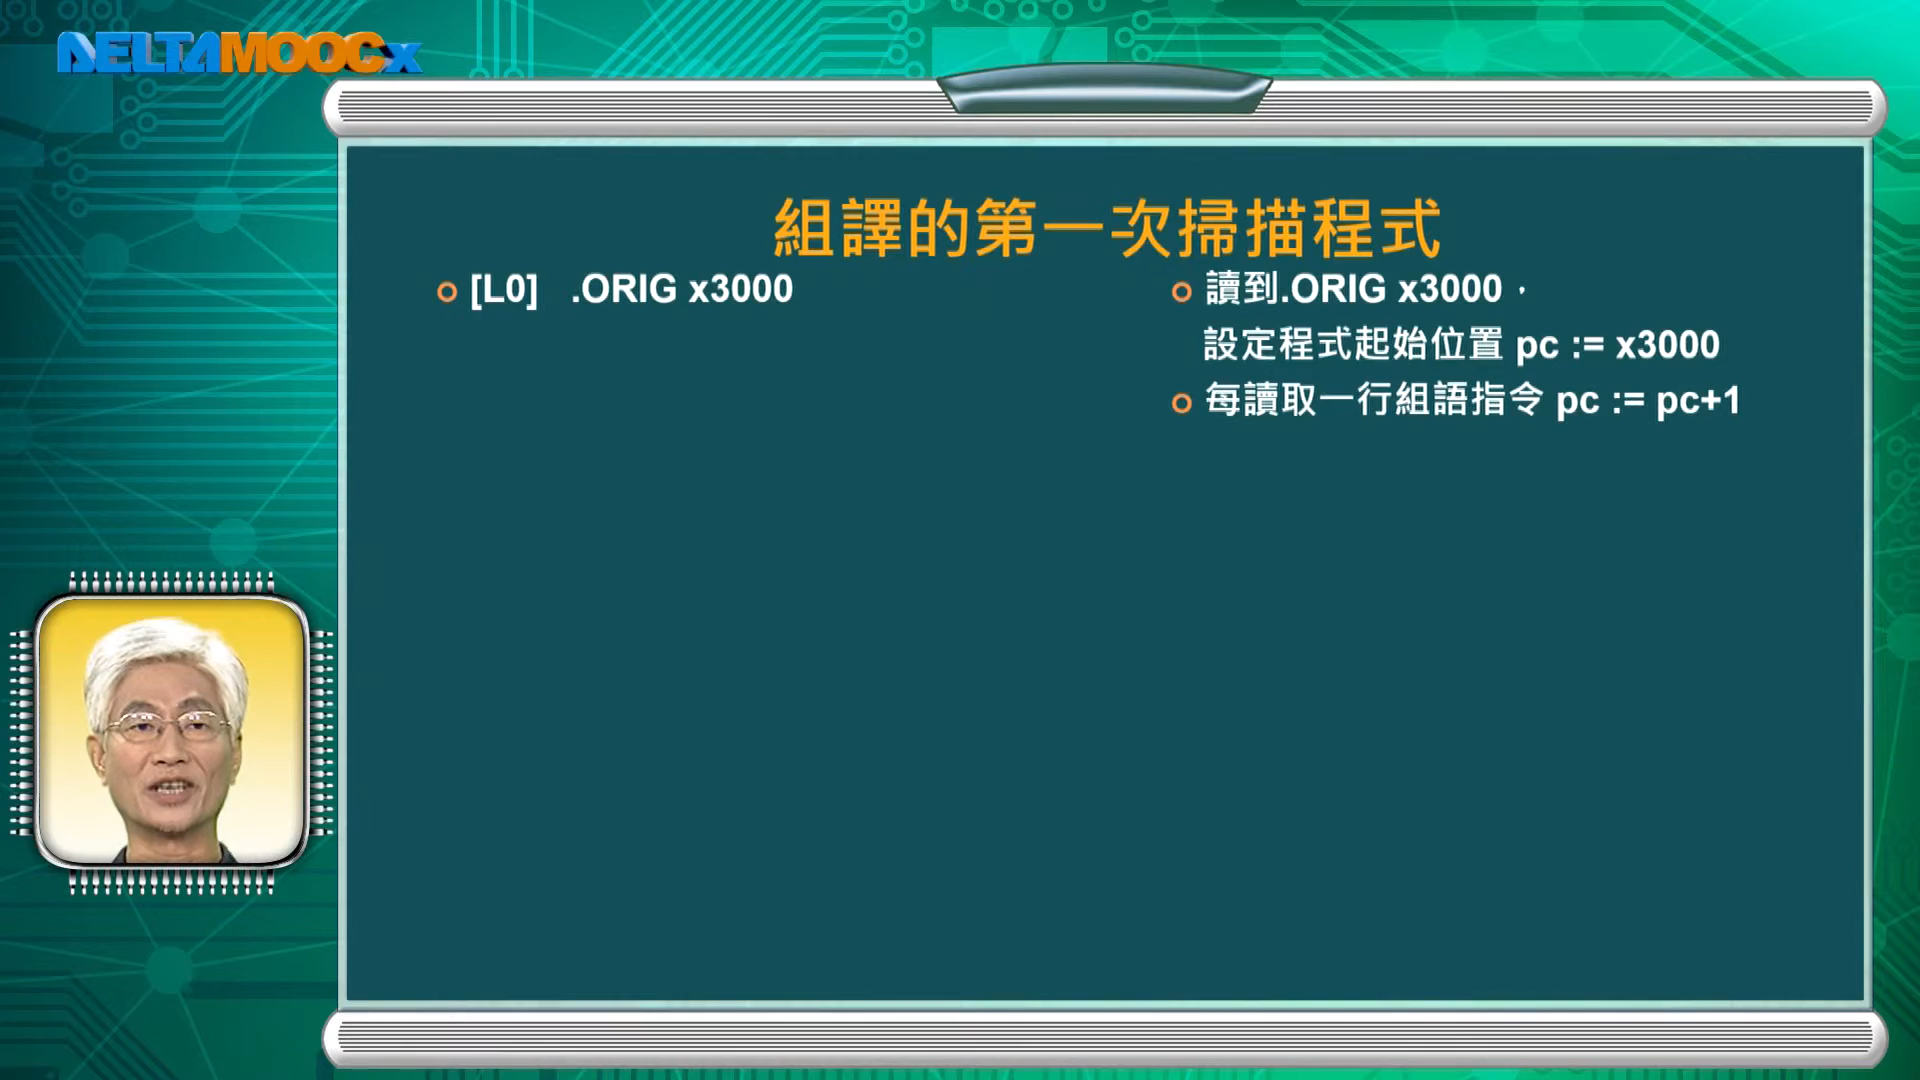 DELTAMOOCx
組譯的第一次掃描程式
[L0] .ORIG x3000
讀到.ORIG x3000，
設定程式起始位置 pc := x3000
每讀取一行組語指令 pc := pc+1